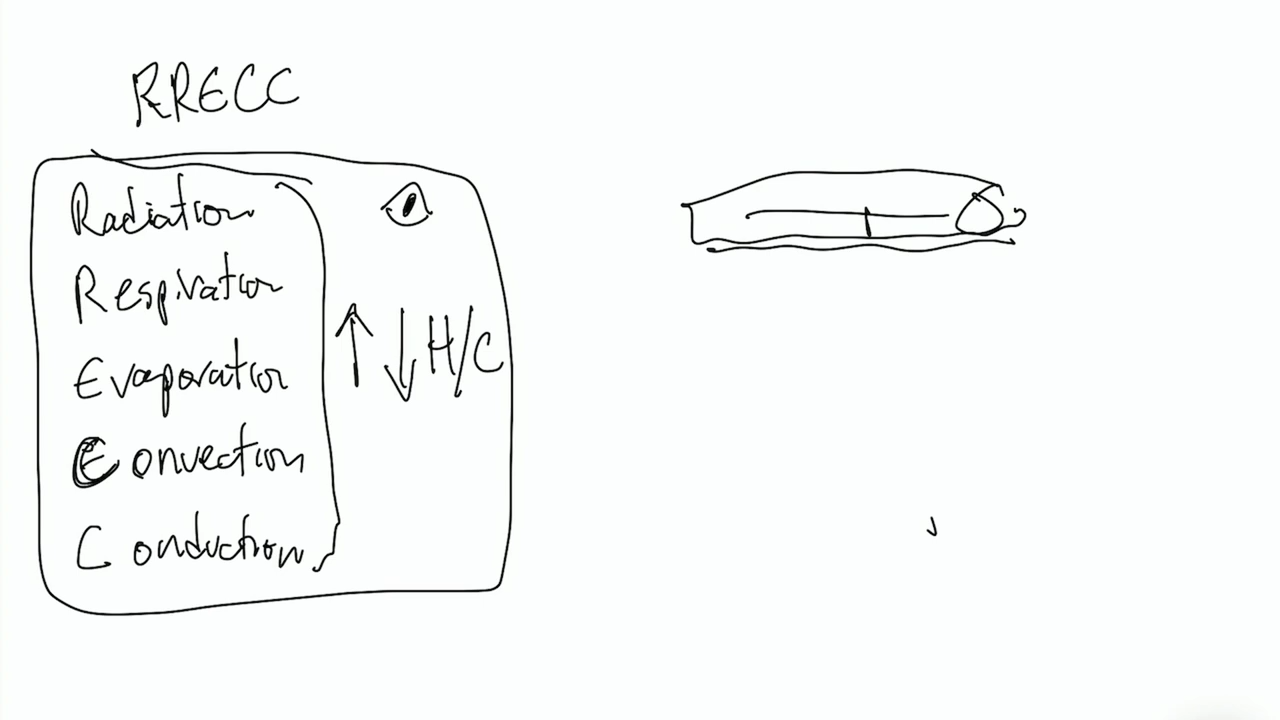 RRECC
Radiation
Respiration
Evaporation
Convection
Conduction
↑ ↓ H/C